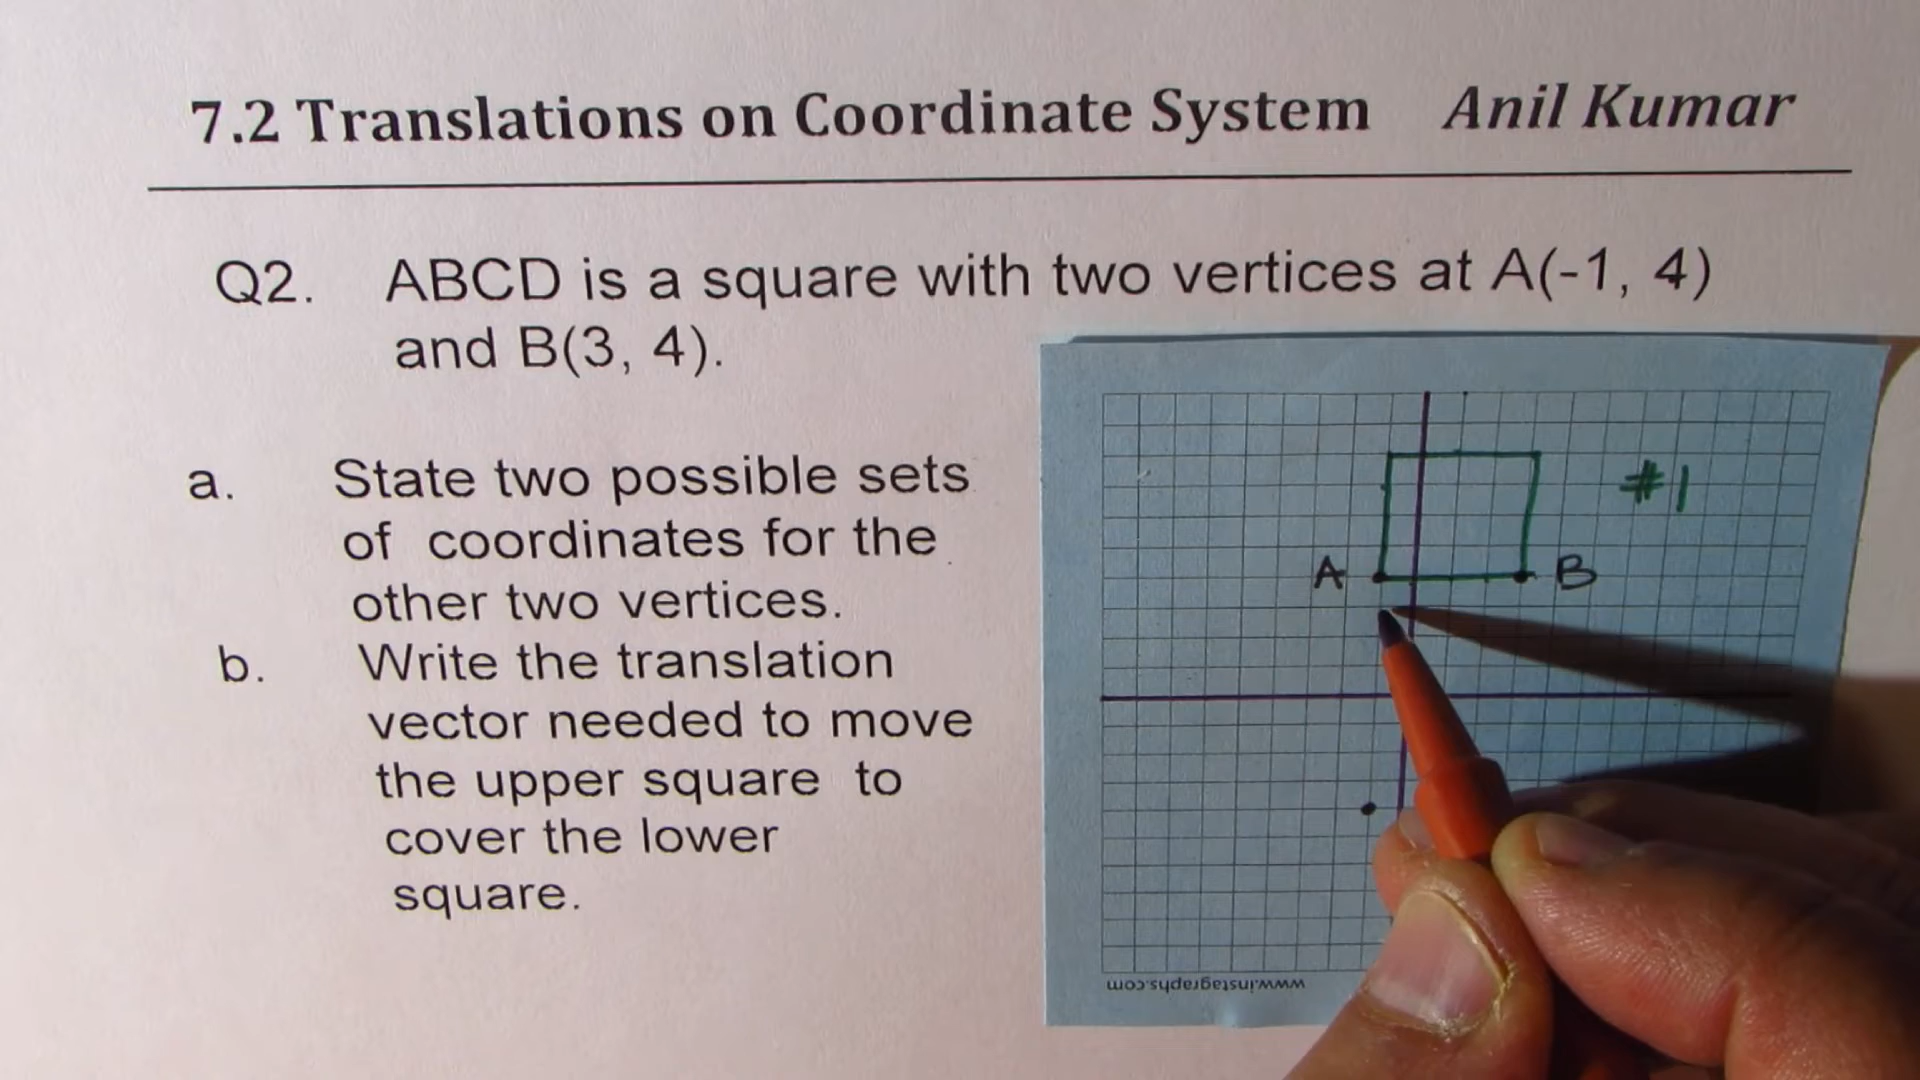 7.2 Translations on Coordinate System Anil Kumar
Q2. ABCD is a square with two vertices at A(-1, 4)
and B(3, 4).
a. State two possible sets
of coordinates for the
other two vertices.
b. Write the translation
vector needed to move
the upper square to
cover the lower
square.
#1
A B
www.instagraphs.com